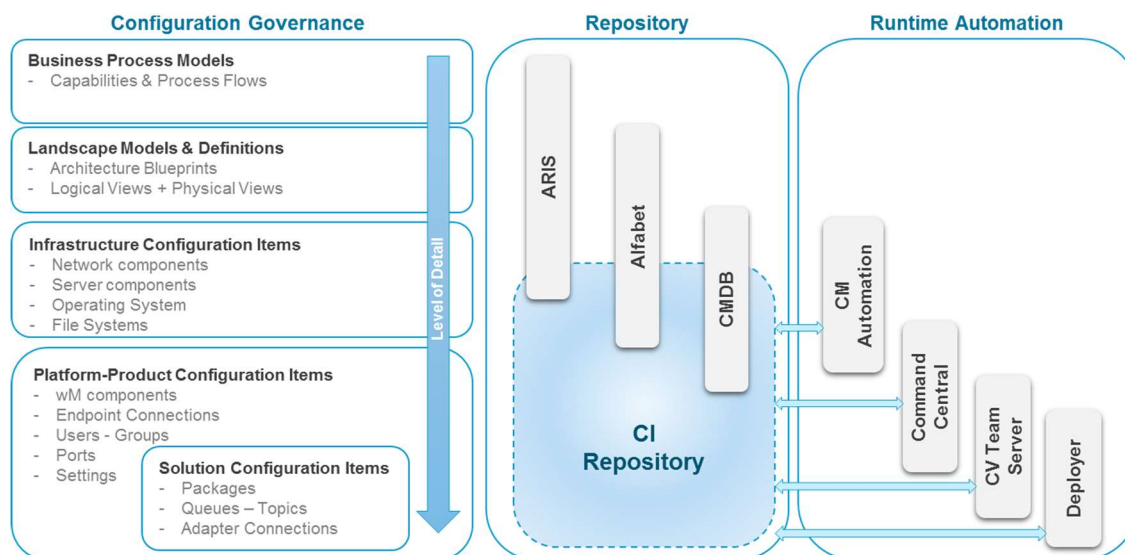 Configuration Governance
Repository
Runtime Automation
Business Process Models
- Capabilities & Process Flows
Landscape Models & Definitions
- Architecture Blueprints
- Logical Views + Physical Views
Infrastructure Configuration Items
- Network components
- Server components
- Operating System
- File Systems
Platform-Product Configuration Items
- wM components
- Endpoint Connections
- Users - Groups
- Ports
- Settings
Solution Configuration Items
- Packages
- Queues – Topics
- Adapter Connections
Level of Detail
ARIS
Alfabet
CMDB
CI
Repository
CM
Automation
Command
Central
CV Team
Server
Deployer